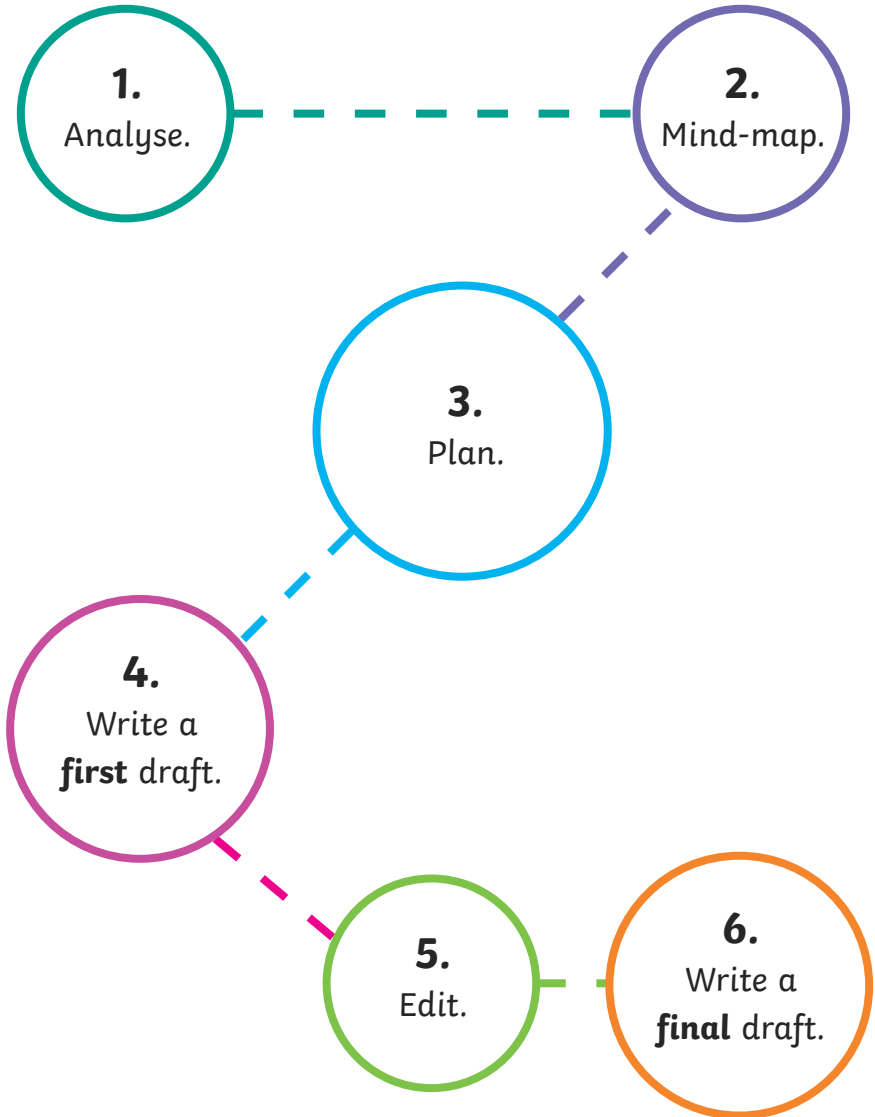 1.
Analyse.
2.
Mind-map.
3.
Plan.
4.
Write a
first draft.
5.
Edit.
6.
Write a
final draft.